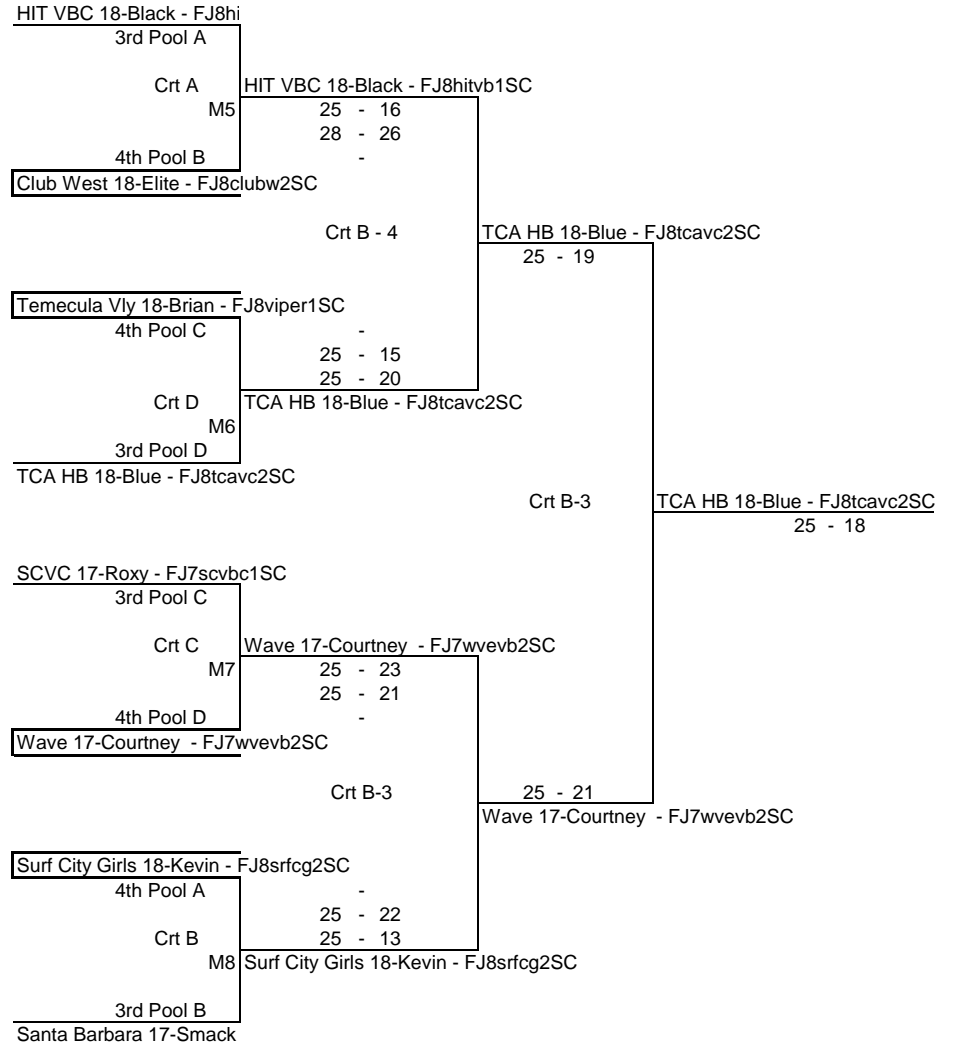 HIT VBC 18-Black - FJ8hi
3rd Pool A
Crt A
HIT VBC 18-Black - FJ8hitvb1SC
M5
25 - 16
28 - 26
4th Pool B
-
Club West 18-Elite - FJ8clubw2SC
Crt B - 4
TCA HB 18-Blue - FJ8tcavc2SC
25 - 19
Temecula Vly 18-Brian - FJ8viper1SC
4th Pool C
-
25 - 15
25 - 20
Crt D
TCA HB 18-Blue - FJ8tcavc2SC
M6
3rd Pool D
TCA HB 18-Blue - FJ8tcavc2SC
Crt B-3
TCA HB 18-Blue - FJ8tcavc2SC
25 - 18
SCVC 17-Roxy - FJ7scvbc1SC
3rd Pool C
Crt C
Wave 17-Courtney - FJ7wvevb2SC
M7
25 - 23
25 - 21
4th Pool D
-
Wave 17-Courtney - FJ7wvevb2SC
Crt B-3
25 - 21
Wave 17-Courtney - FJ7wvevb2SC
Surf City Girls 18-Kevin - FJ8srfcg2SC
4th Pool A
-
25 - 22
Crt B
25 - 13
M8
Surf City Girls 18-Kevin - FJ8srfcg2SC
3rd Pool B
Santa Barbara 17-Smack